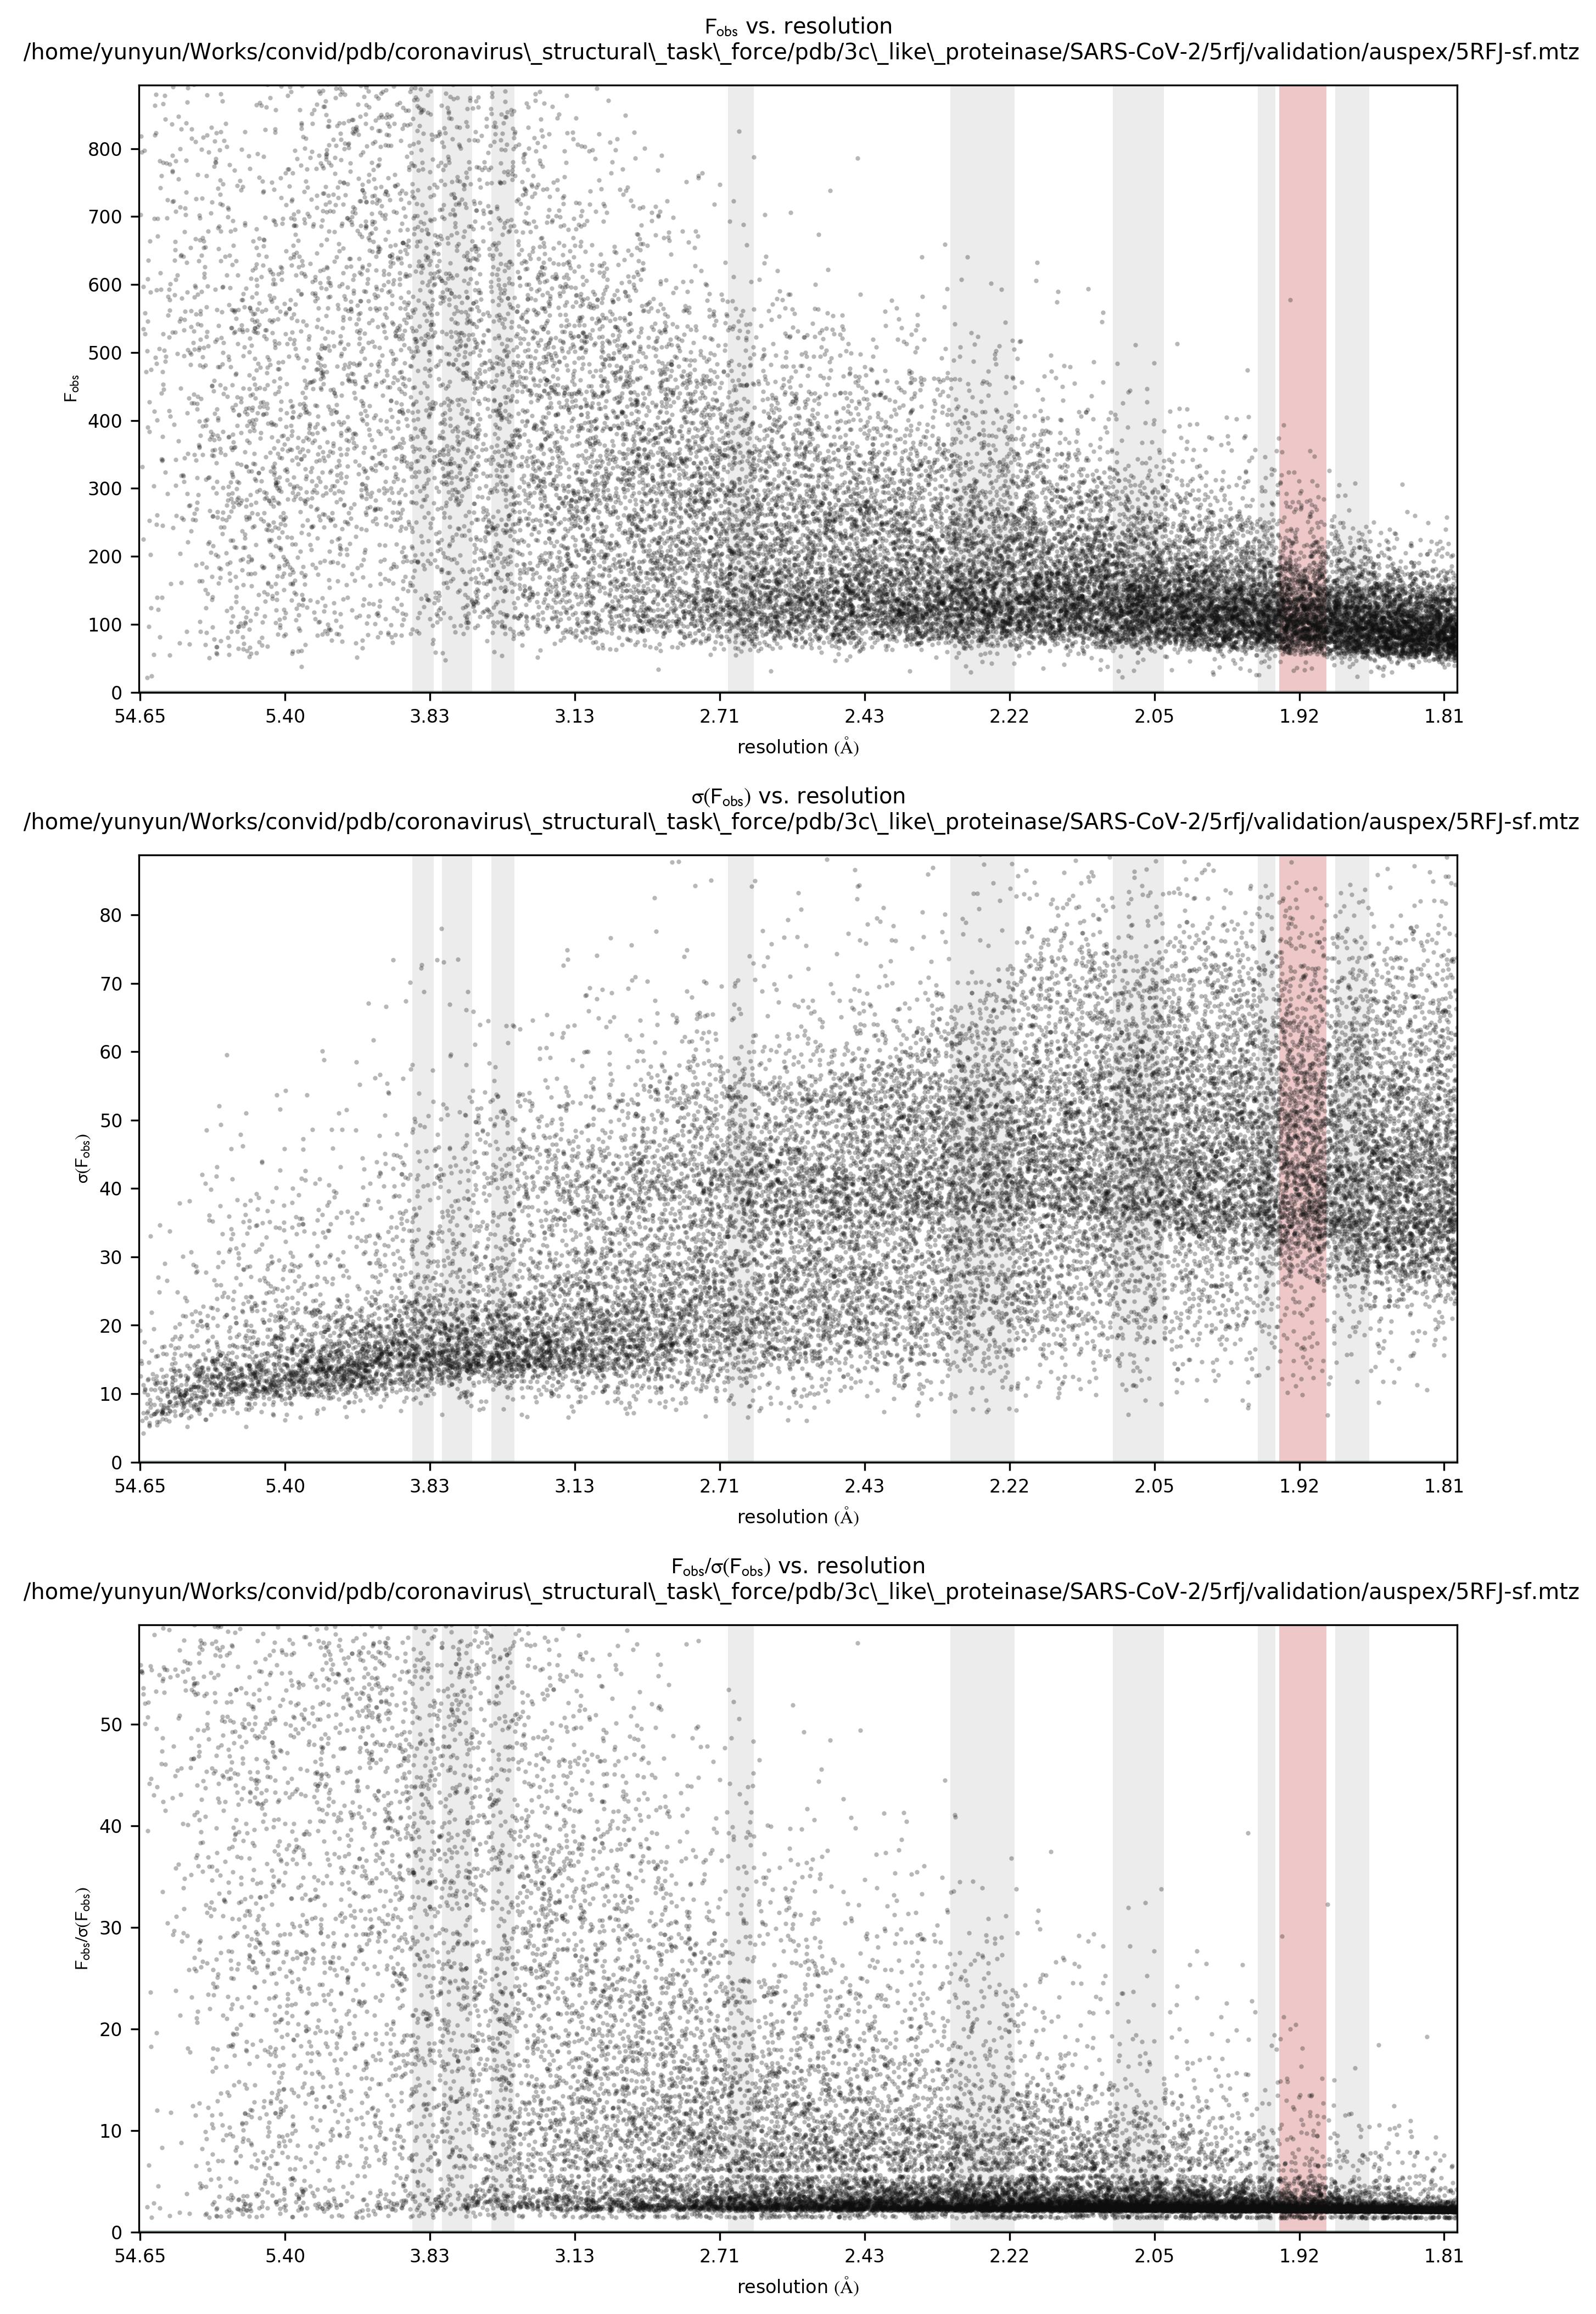 Fobs vs. resolution
/home/yunyun/Works/convid/pdb/coronavirus\_structural\_task\_force/pdb/3c\_like\_proteinase/SARS-CoV-2/5rfj/validation/auspex/5RFJ-sf.mtz
800
700
600
500
400
300
200
100
0
Fobs
54.65 5.40 3.83 3.13 2.71 2.43 2.22 2.05 1.92 1.81
resolution (Å)
σ(Fobs) vs. resolution
/home/yunyun/Works/convid/pdb/coronavirus\_structural\_task\_force/pdb/3c\_like\_proteinase/SARS-CoV-2/5rfj/validation/auspex/5RFJ-sf.mtz
80
70
60
50
40
30
20
10
0
σ(Fobs)
54.65 5.40 3.83 3.13 2.71 2.43 2.22 2.05 1.92 1.81
resolution (Å)
Fobs/σ(Fobs) vs. resolution
/home/yunyun/Works/convid/pdb/coronavirus\_structural\_task\_force/pdb/3c\_like\_proteinase/SARS-CoV-2/5rfj/validation/auspex/5RFJ-sf.mtz
50
40
30
20
10
0
Fobs/σ(Fobs)
54.65 5.40 3.83 3.13 2.71 2.43 2.22 2.05 1.92 1.81
resolution (Å)